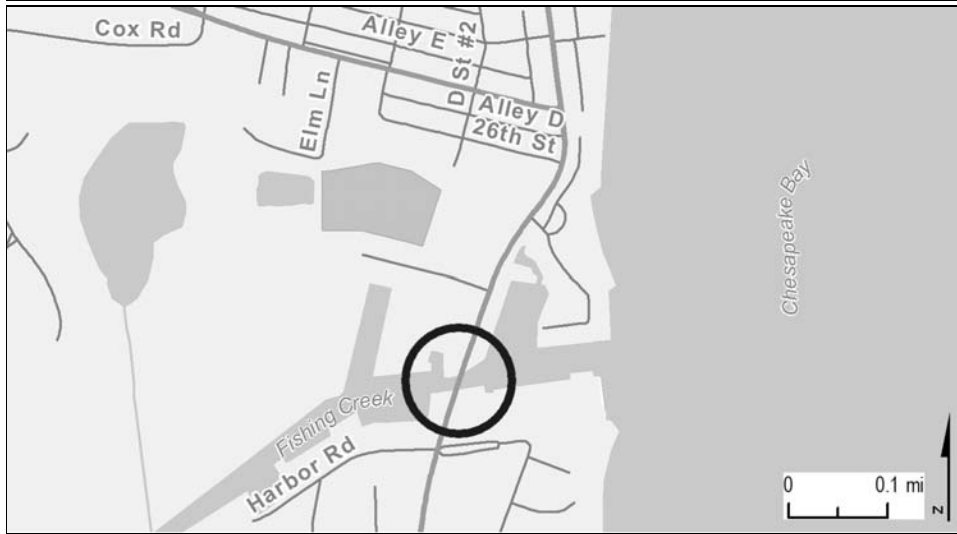 Cox Rd
Alley E
D St #2
Elm Ln
Alley D
26th St
Chesapeake Bay
Fishing Creek
Harbor Rd
0 0.1 mi
N